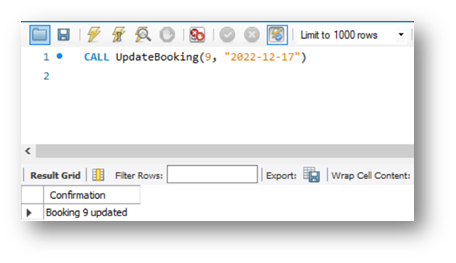 Limit to 1000 rows
1 CALL UpdateBooking(9, "2022-12-17")
2
Result Grid Filter Rows: Export: Wrap Cell Content:
Confirmation
Booking 9 updated